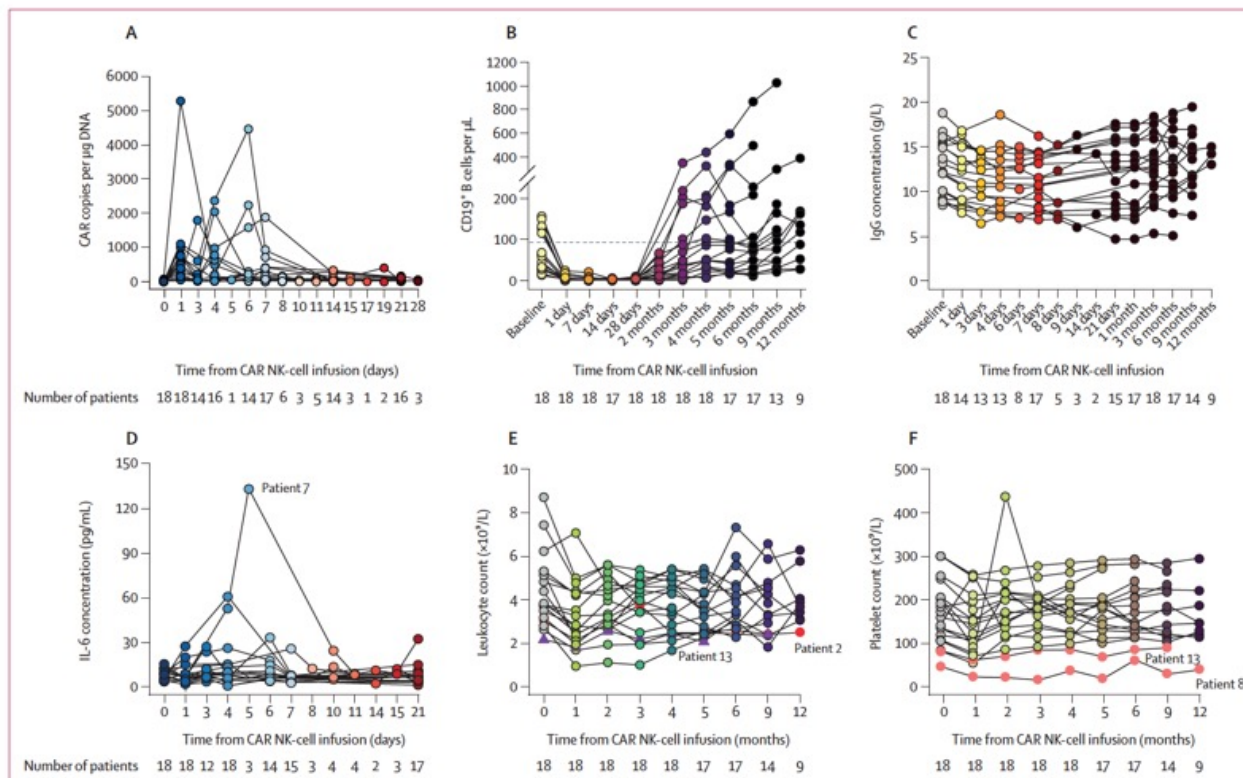 A
CAR copies per µg DNA
6000
5000
4000
3000
2000
1000
0
0 1 3 4 5 6 7 8 10 11 14 15 17 19 21 28
Time from CAR NK-cell infusion (days)
Number of patients 18 18 14 16 1 14 17 6 3 5 14 3 1 2 16 3
B
CD19⁺ B cells per µL
1200
1000
800
600
400
200
100
0
Baseline 1 day 7 days 14 days 28 days 2 months 3 months 4 months 5 months 6 months 9 months 12 months
Time from CAR NK-cell infusion
18 18 18 17 18 18 18 18 17 17 13 9
C
IgG concentration (g/L)
25
20
15
10
5
0
Baseline 1 day 3 days 4 days 6 days 7 days 8 days 9 days 14 days 21 days 1 month 3 months 6 months 9 months 12 months
Time from CAR NK-cell infusion
18 14 13 13 8 17 5 3 2 15 17 18 17 14 9
D
IL-6 concentration (pg/mL)
150
120
90
60
30
0
Patient 7
0 1 3 4 5 6 7 8 10 11 14 15 21
Time from CAR NK-cell infusion (days)
Number of patients 18 18 12 18 3 14 15 3 4 4 2 3 17
E
Leukocyte count (×10⁹/L)
10
8
6
4
2
0
Patient 13
Patient 2
0 1 2 3 4 5 6 9 12
Time from CAR NK-cell infusion (months)
18 18 18 18 18 17 18 14 9
F
Platelet count (×10⁹/L)
500
400
300
200
100
0
Patient 13
Patient 8
0 1 2 3 4 5 6 9 12
Time from CAR NK-cell infusion (months)
18 18 18 18 18 17 18 14 9